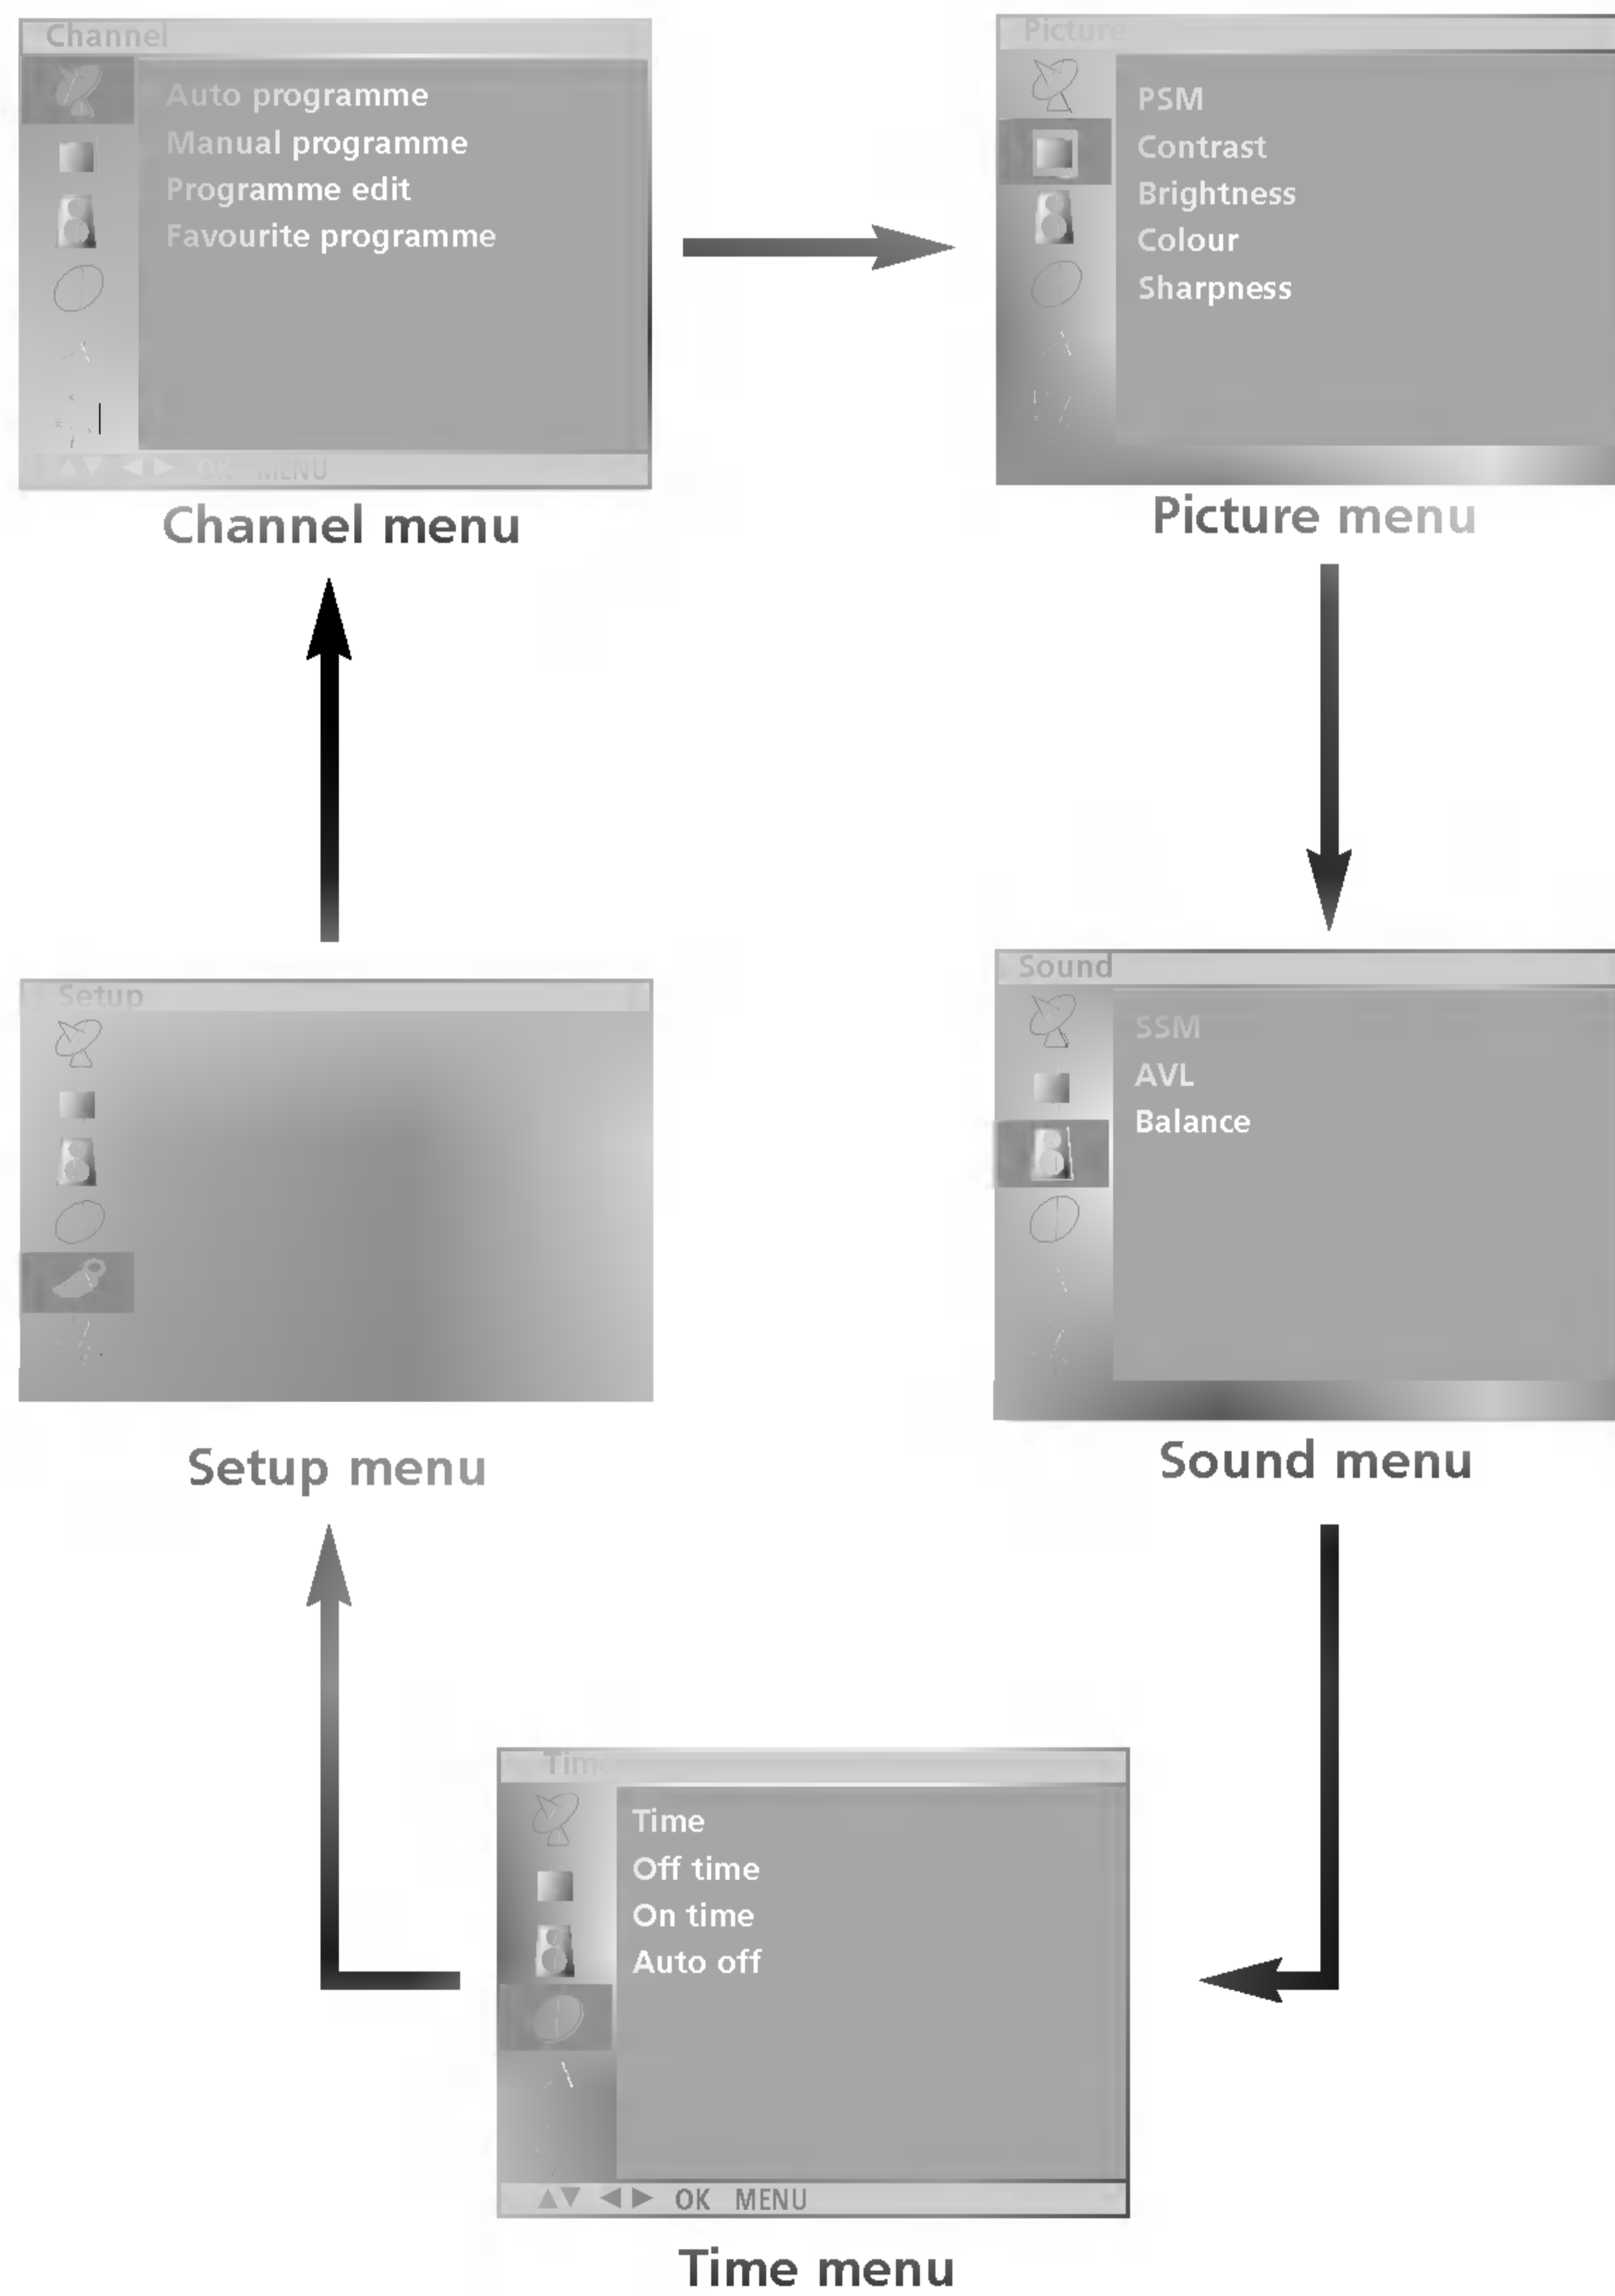 Channel
Auto programme
Manual programme
Programme edit
Favourite programme
OK MENU
Channel menu
Picture
PSM
Contrast
Brightness
Colour
Sharpness
Picture menu
Setup
Setup menu
Sound
SSM
AVL
Balance
Sound menu
Time
Time
Off time
On time
Auto off
OK MENU
Time menu